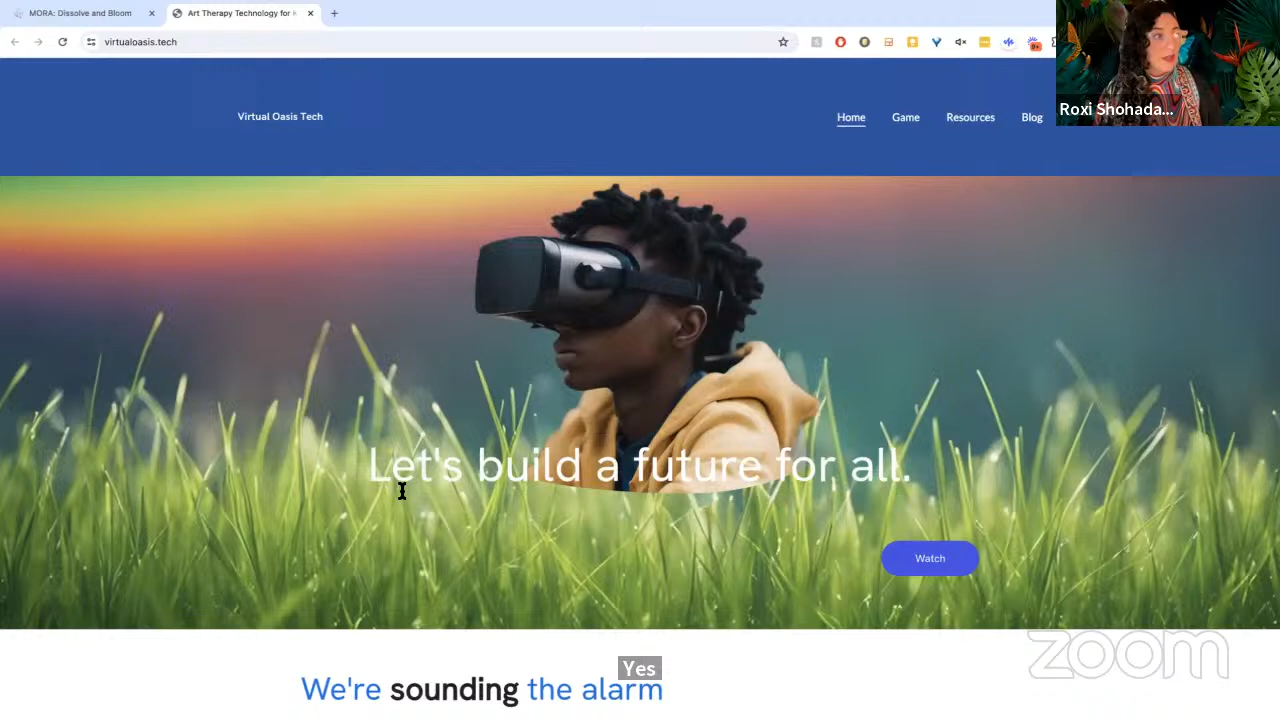 MORA: Dissolve and Bloom
Art Therapy Technology for k
virtualoasis.tech
Virtual Oasis Tech
Home
Game
Resources
Blog
Roxi Shohada...
Let's build a future for all.
Watch
We're sounding the alarm
Yes
zoom